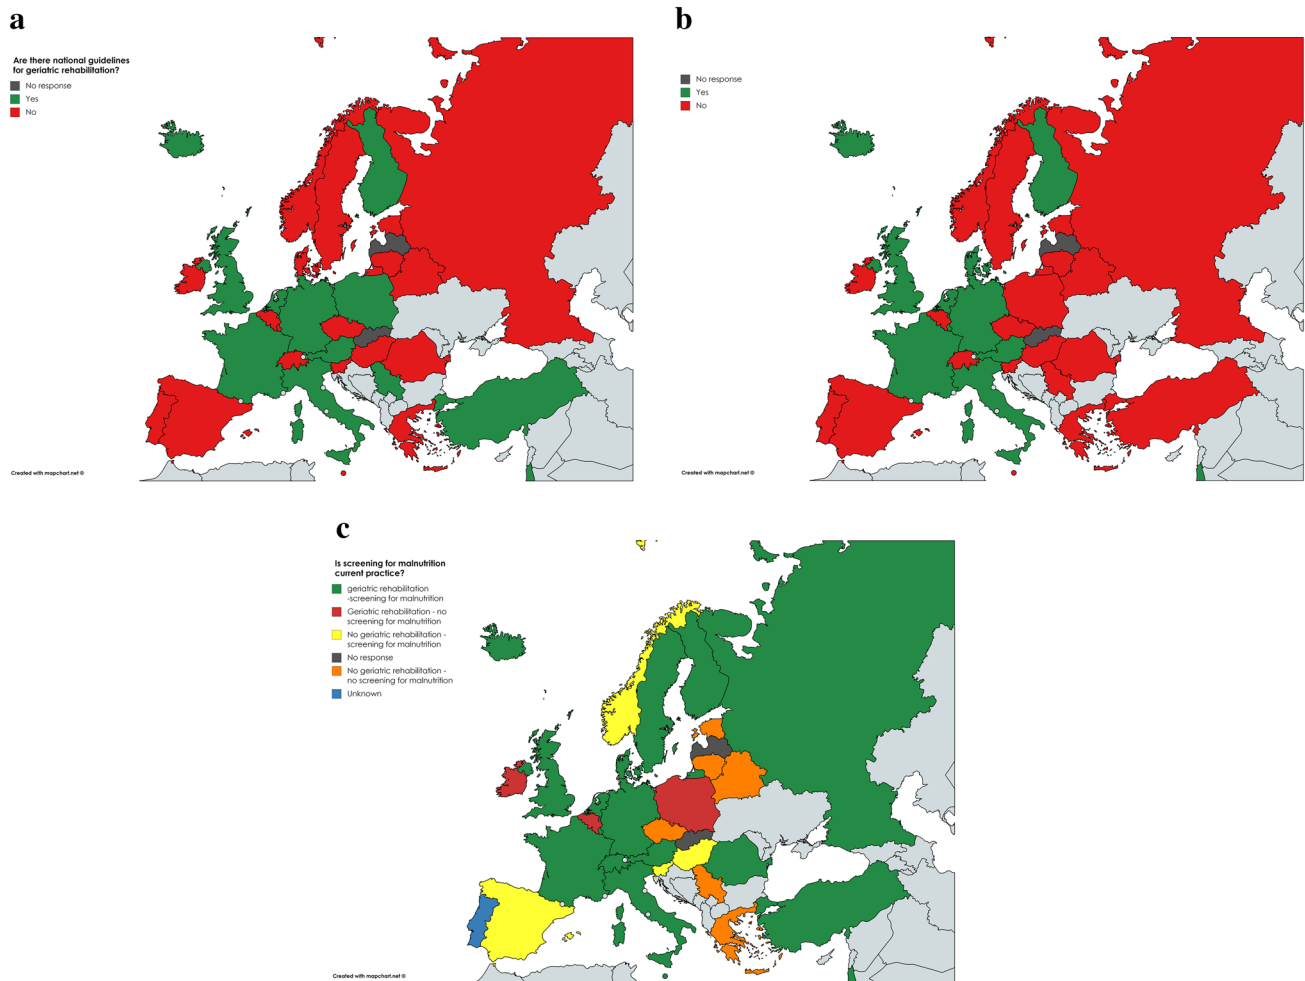 a
Are there national guidelines
for geriatric rehabilitation?
No response
Yes
No
Created with mapchart.net ©
b
No response
Yes
No
Created with mapchart.net ©
c
Is screening for malnutrition
current practice?
geriatric rehabilitation
-screening for malnutrition
Geriatric rehabilitation - no
screening for malnutrition
No geriatric rehabilitation -
screening for malnutrition
No response
No geriatric rehabilitation -
no screening for malnutrition
Unknown
Created with mapchart.net ©